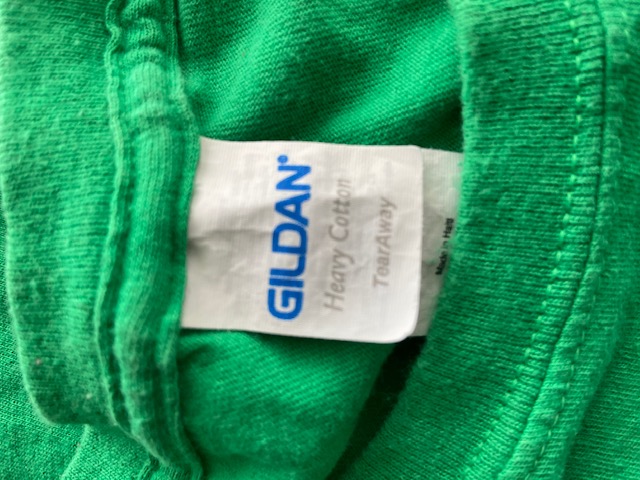 GILDAN®
Heavy Cotton
TearAway
Made in Haiti